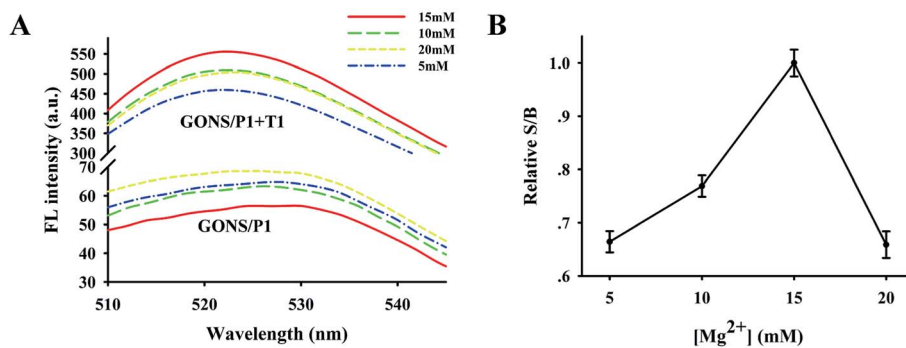 A
15mM
10mM
20mM
5mM
FL intensity (a.u.)
550
500
450
400
350
300
70
60
50
40
30
GONS/P1+T1
GONS/P1
510
520
530
540
Wavelength (nm)
B
Relative S/B
1.0
.9
.8
.7
.6
5
10
15
20
[Mg²⁺] (mM)